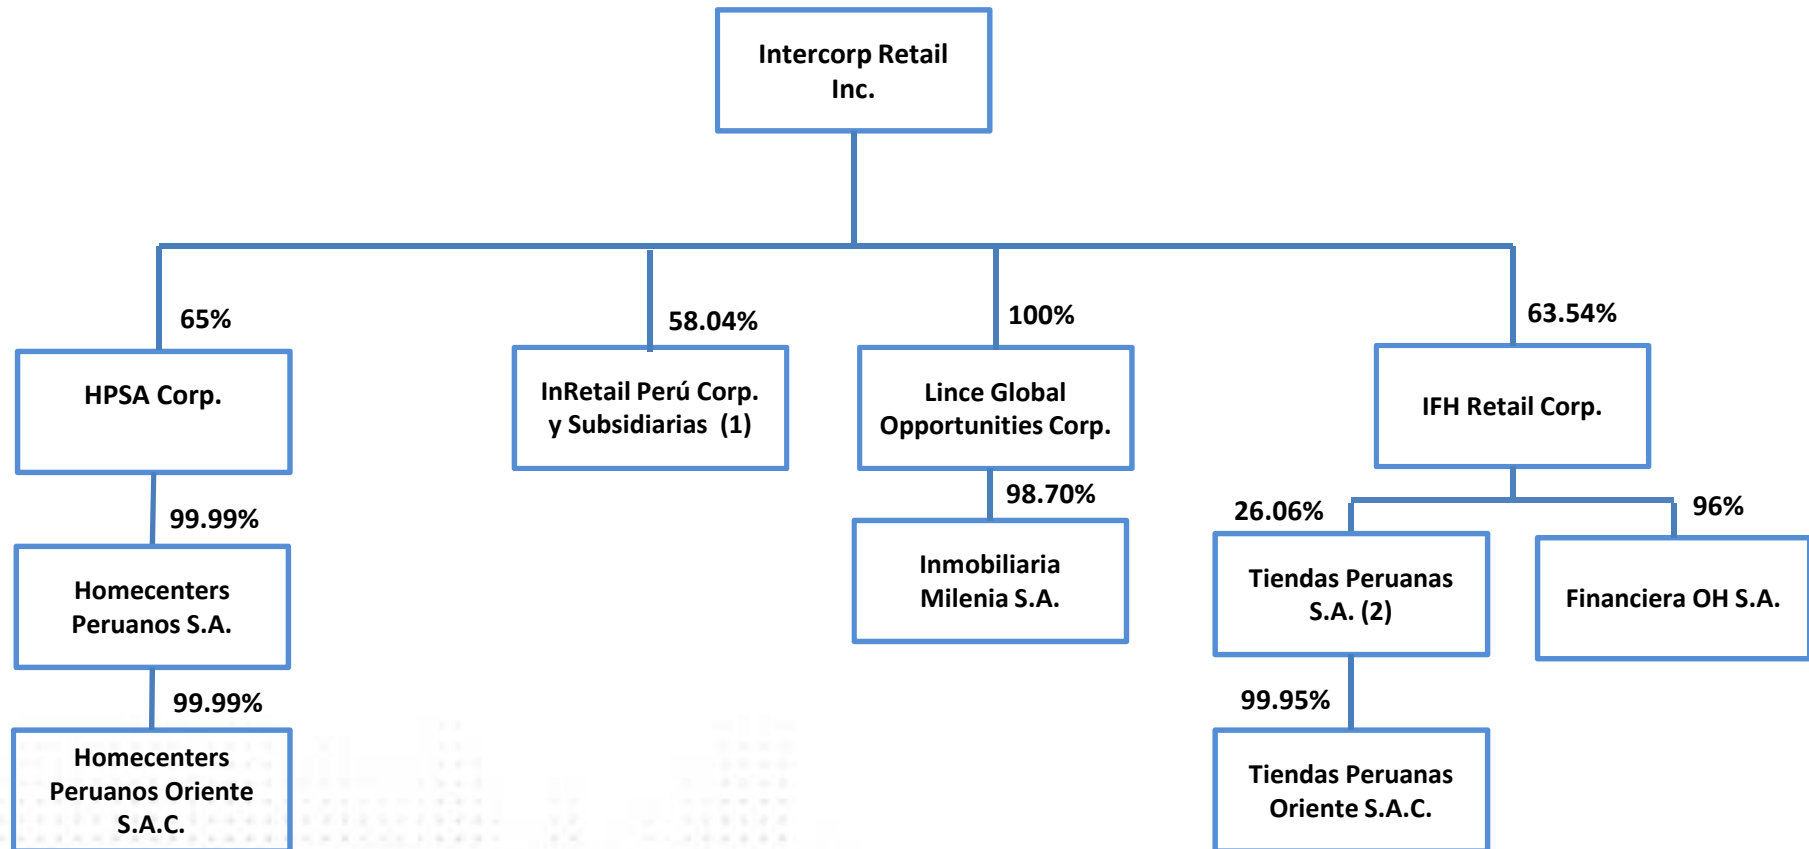 Intercorp Retail
Inc.
65%
58.04%
100%
63.54%
HPSA Corp.
InRetail Perú Corp.
y Subsidiarias (1)
Lince Global
Opportunities Corp.
IFH Retail Corp.
99.99%
98.70%
26.06%
96%
Homecenters
Peruanos S.A.
Inmobiliaria
Milenia S.A.
Tiendas Peruanas
S.A. (2)
Financiera OH S.A.
99.99%
99.95%
Homecenters
Peruanos Oriente
S.A.C.
Tiendas Peruanas
Oriente S.A.C.